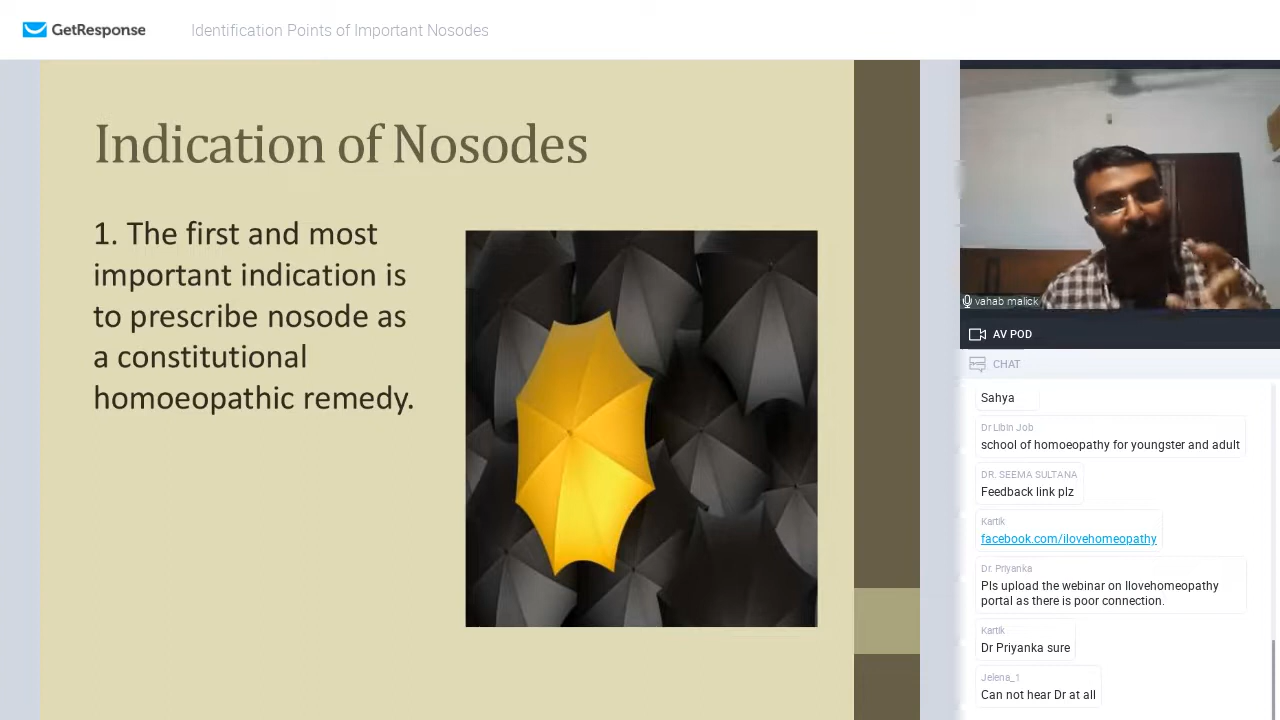 GetResponse
Identification Points of Important Nosodes
Indication of Nosodes
1. The first and most
important indication is
to prescribe nosode as
a constitutional
homoeopathic remedy.
vahab malick
AV POD
CHAT
Sahya
Dr Libin Job
school of homoeopathy for youngster and adult
DR. SEEMA SULTANA
Feedback link plz
Kartik
facebook.com/ilovehomeopathy
Dr. Priyanka
Pls upload the webinar on Ilovehomeopathy
portal as there is poor connection.
Kartik
Dr Priyanka sure
Jelena_1
Can not hear Dr at all